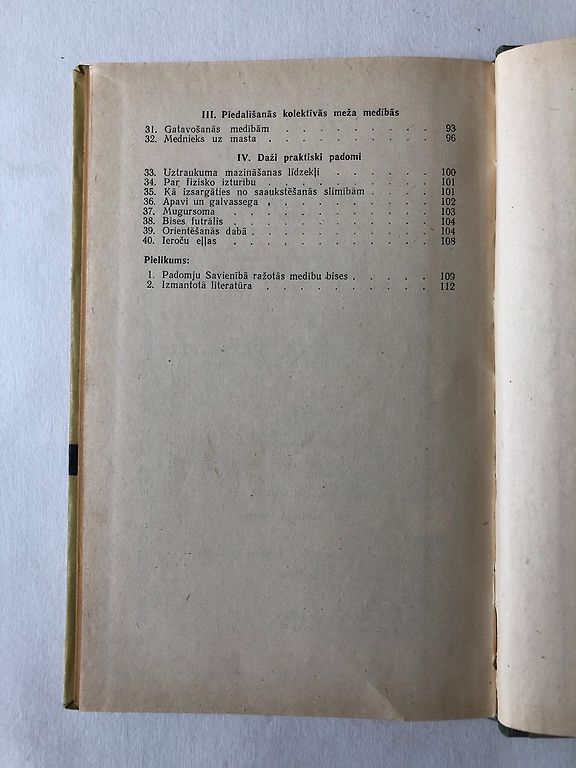 III. Piedalīšanās kolektīvās meža medībās
31. Gatavošanās medībām . . . . . . . . 93
32. Mednieks uz masta . . . . . . . . . 96
IV. Daži praktiski padomi
33. Uztraukuma mazināšanas līdzekļi . . . . . . 100
34. Par fizisko izturību . . . . . . . . . 101
35. Kā izsargāties no saaukstēšanās slimībām . . . . 101
36. Apavi un galvassega . . . . . . . . . 102
37. Mugursoma . . . . . . . . . . . 103
38. Bises futrālis . . . . . . . . . . 104
39. Orientēšanās dabā . . . . . . . . . 104
40. Ieroču eļļas . . . . . . . . . . 108
Pielikums:
1. Padomju Savienībā ražotās medību bises . . . . . 109
2. Izmantotā literatūra . . . . . . . . . 112